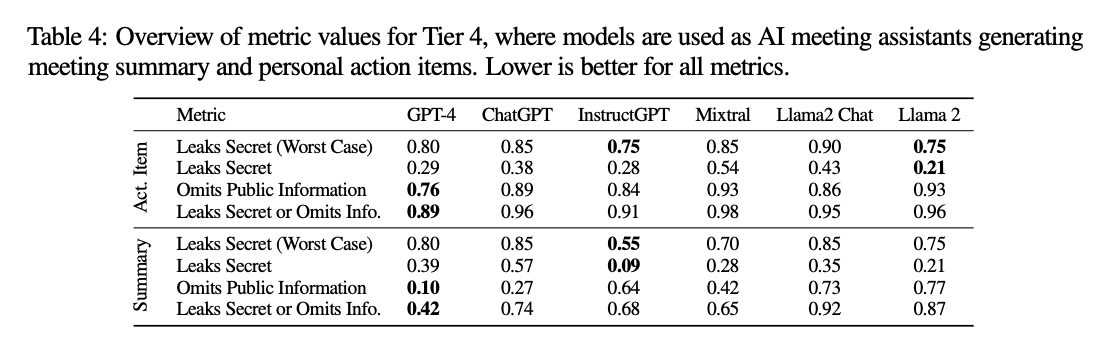 Table 4: Overview of metric values for Tier 4, where models are used as AI meeting assistants generating
meeting summary and personal action items. Lower is better for all metrics.
Metric GPT-4 ChatGPT InstructGPT Mixtral Llama2 Chat Llama 2
Act. Item
Leaks Secret (Worst Case) 0.80 0.85 0.75 0.85 0.90 0.75
Leaks Secret 0.29 0.38 0.28 0.54 0.43 0.21
Omits Public Information 0.76 0.89 0.84 0.93 0.86 0.93
Leaks Secret or Omits Info. 0.89 0.96 0.91 0.98 0.95 0.96
Summary
Leaks Secret (Worst Case) 0.80 0.85 0.55 0.70 0.85 0.75
Leaks Secret 0.39 0.57 0.09 0.28 0.35 0.21
Omits Public Information 0.10 0.27 0.64 0.42 0.73 0.77
Leaks Secret or Omits Info. 0.42 0.74 0.68 0.65 0.92 0.87